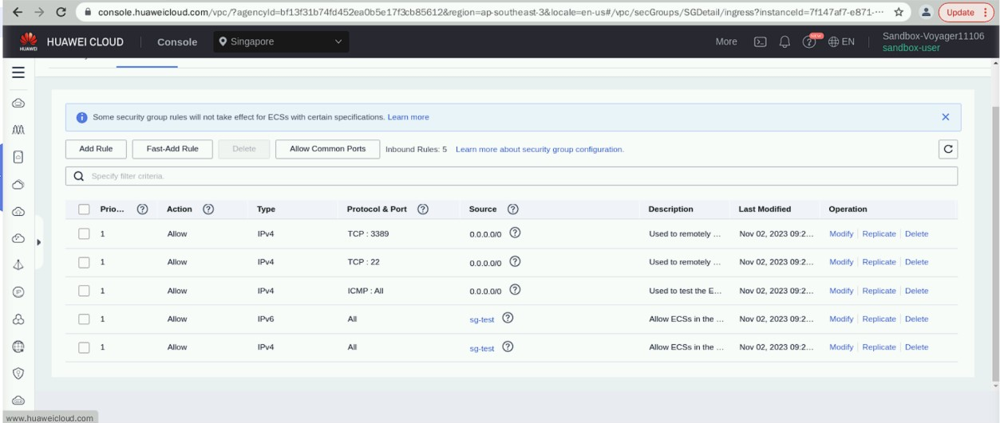 console.huaweicloud.com/vpc/?agencyId=bf13f31b74fd452ea0b5e17f3cb85612&region=ap-southeast-3&locale=en-us#/vpc/secGroups/SGDetail/ingress?instanceId=7f147af7-e871-··· Update
HUAWEI HUAWEI CLOUD Console Singapore More NEW EN Sandbox-Voyager11106
sandbox-user
Some security group rules will not take effect for ECSs with certain specifications. Learn more
Add Rule Fast-Add Rule Delete Allow Common Ports Inbound Rules: 5 Learn more about security group configuration.
Specify filter criteria.
Prio... Action Type Protocol & Port Source Description Last Modified Operation
1 Allow IPv4 TCP : 3389 0.0.0.0/0 Used to remotely ... Nov 02, 2023 09:2... Modify Replicate Delete
1 Allow IPv4 TCP : 22 0.0.0.0/0 Used to remotely ... Nov 02, 2023 09:2... Modify Replicate Delete
1 Allow IPv4 ICMP : All 0.0.0.0/0 Used to test the E... Nov 02, 2023 09:2... Modify Replicate Delete
1 Allow IPv6 All sg-test Allow ECSs in the ... Nov 02, 2023 09:2... Modify Replicate Delete
1 Allow IPv4 All sg-test Allow ECSs in the ... Nov 02, 2023 09:2... Modify Replicate Delete
www.huaweicloud.com